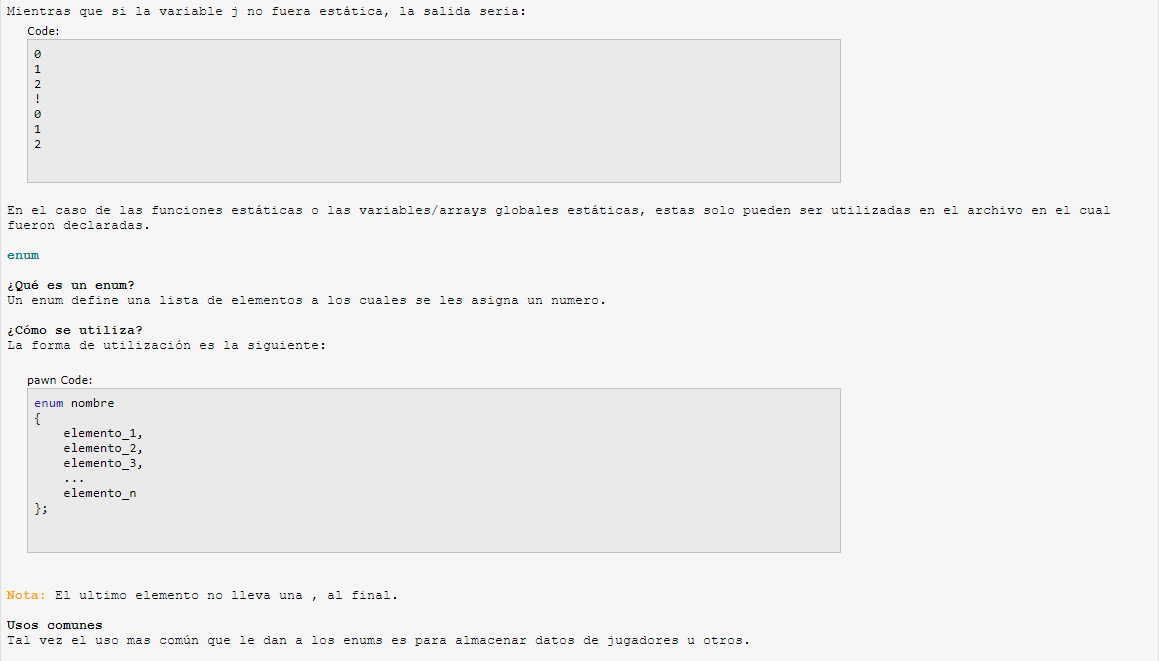 Mientras que si la variable j no fuera estática, la salida seria:
Code:
0
1
2
!
0
1
2
En el caso de las funciones estáticas o las variables/arrays globales estáticas, estas solo pueden ser utilizadas en el archivo en el cual
fueron declaradas.
enum
¿Qué es un enum?
Un enum define una lista de elementos a los cuales se les asigna un numero.
¿Cómo se utiliza?
La forma de utilización es la siguiente:
pawn Code:
enum nombre
{
    elemento_1,
    elemento_2,
    elemento_3,
    ...
    elemento_n
};
Nota: El ultimo elemento no lleva una , al final.
Usos comunes
Tal vez el uso mas común que le dan a los enums es para almacenar datos de jugadores u otros.